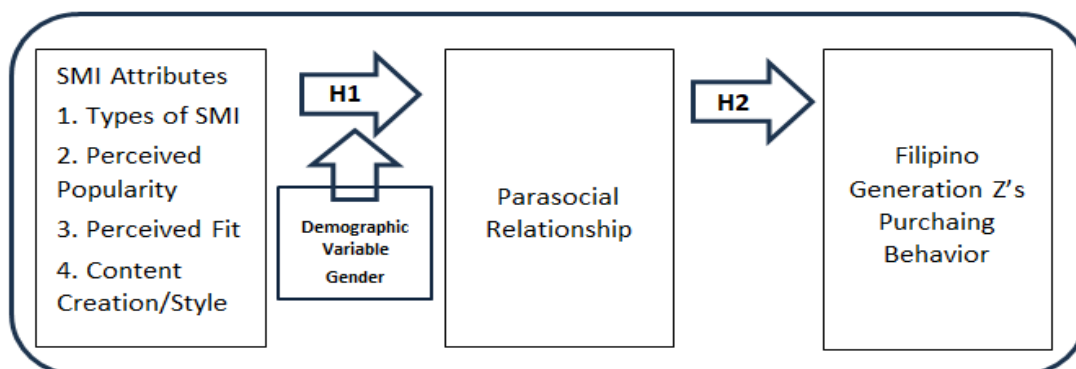 SMI Attributes
1. Types of SMI
2. Perceived
Popularity
3. Perceived Fit
4. Content
Creation/Style
H1
Demographic
Variable
Gender
Parasocial
Relationship
H2
Filipino
Generation Z's
Purchaing
Behavior